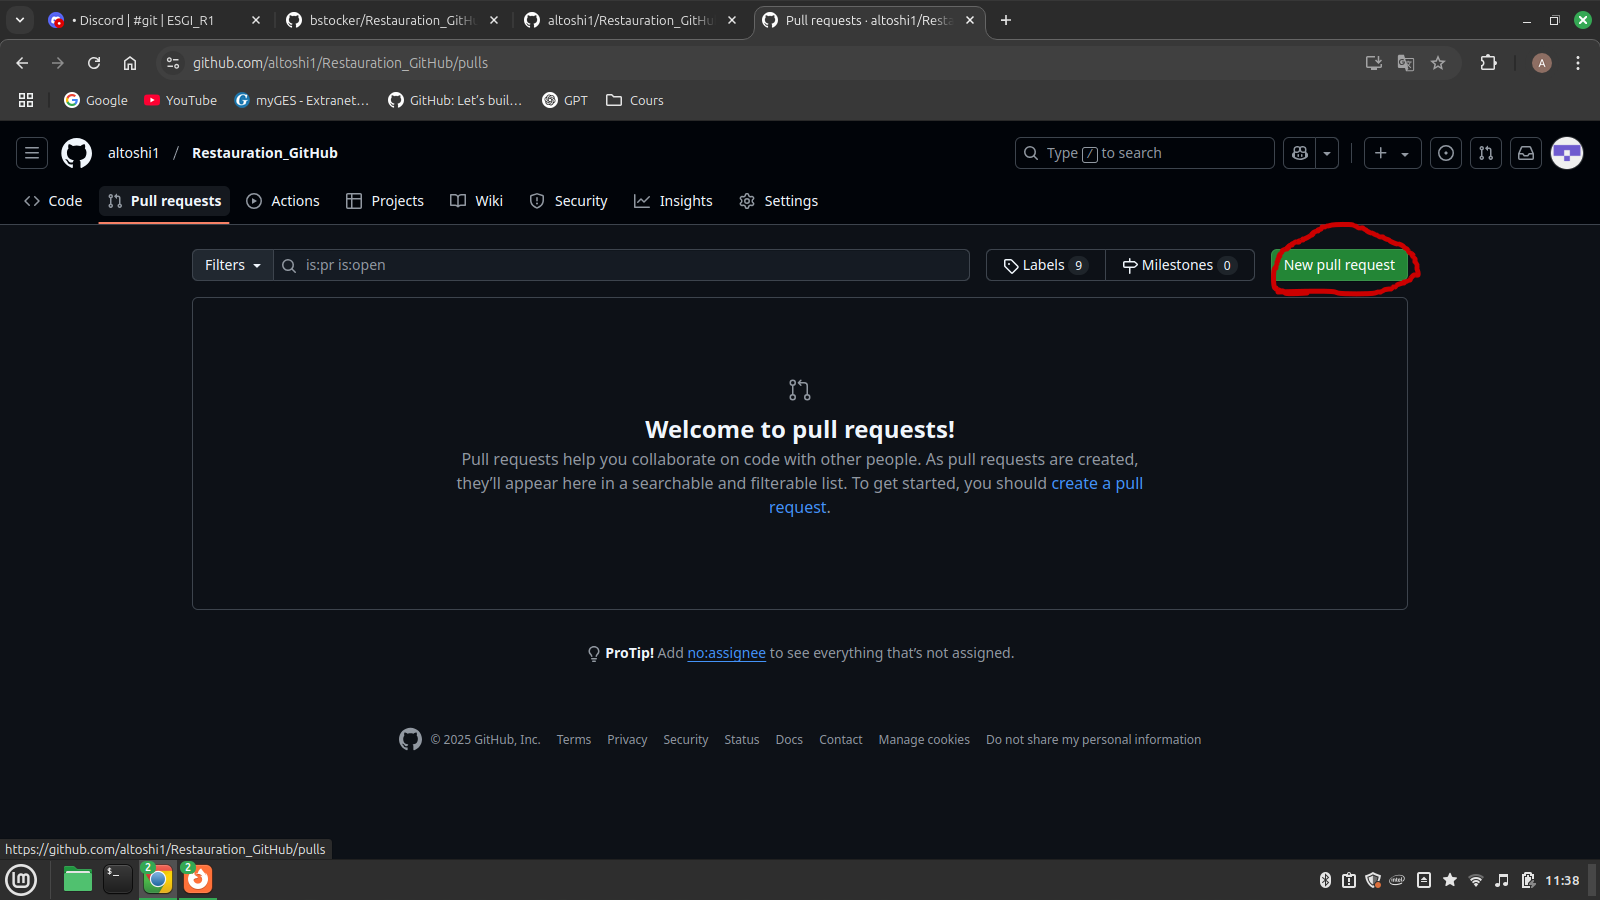 • Discord | #git | ESGI_R1
bstocker/Restauration_GitHu
altoshi1/Restauration_GitHu
Pull requests · altoshi1/Resta
github.com/altoshi1/Restauration_GitHub/pulls
A
Google
YouTube
myGES - Extranet...
GitHub: Let's buil...
GPT
Cours
altoshi1 / Restauration_GitHub
Type / to search
Code
Pull requests
Actions
Projects
Wiki
Security
Insights
Settings
Filters
is:pr is:open
Labels 9
Milestones 0
New pull request
Welcome to pull requests!
Pull requests help you collaborate on code with other people. As pull requests are created,
they'll appear here in a searchable and filterable list. To get started, you should create a pull
request.
ProTip! Add no:assignee to see everything that's not assigned.
© 2025 GitHub, Inc.
Terms
Privacy
Security
Status
Docs
Contact
Manage cookies
Do not share my personal information
https://github.com/altoshi1/Restauration_GitHub/pulls
$_
2
2
intel
11:38